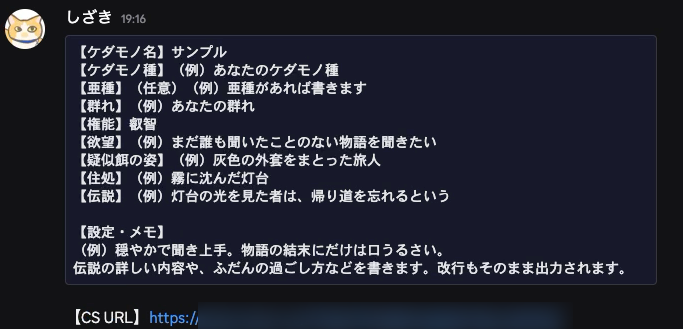 しざき 19:16
【ケダモノ名】サンプル
【ケダモノ種】（例）あなたのケダモノ種
【亜種】（任意）（例）亜種があれば書きます
【群れ】（例）あなたの群れ
【権能】叡智
【欲望】（例）まだ誰も聞いたことのない物語を聞きたい
【疑似餌の姿】（例）灰色の外套をまとった旅人
【住処】（例）霧に沈んだ灯台
【伝説】（例）灯台の光を見た者は、帰り道を忘れるという
【設定・メモ】
（例）穏やかで聞き上手。物語の結末にだけは口うるさい。
伝説の詳しい内容や、ふだんの過ごし方などを書きます。改行もそのまま出力されます。
【CS URL】https://